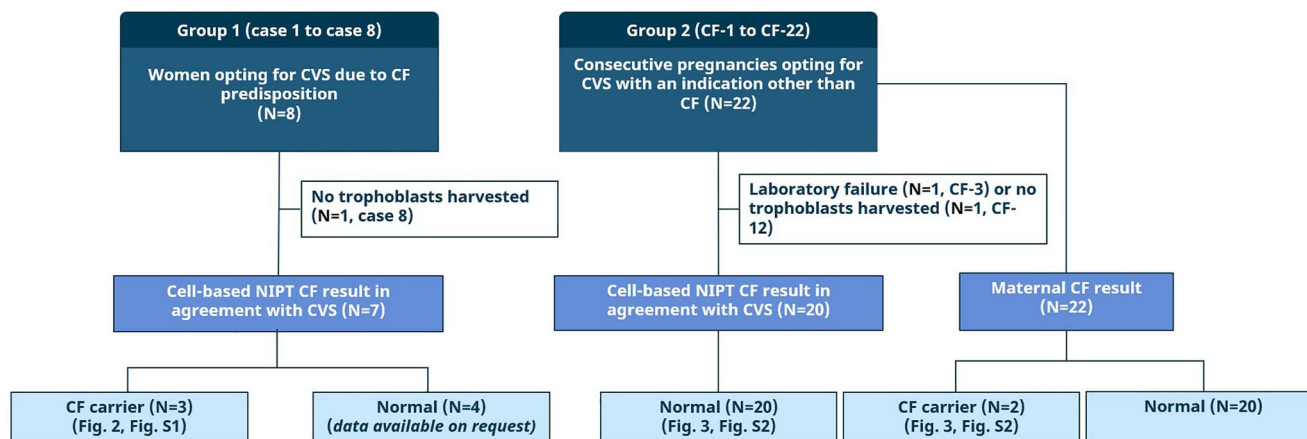 Group 1 (case 1 to case 8)
Women opting for CVS due to CF
predisposition
(N=8)
No trophoblasts harvested
(N=1, case 8)
Cell-based NIPT CF result in
agreement with CVS (N=7)
CF carrier (N=3)
(Fig. 2, Fig. S1)
Normal (N=4)
(data available on request)
Group 2 (CF-1 to CF-22)
Consecutive pregnancies opting for
CVS with an indication other than
CF (N=22)
Laboratory failure (N=1, CF-3) or no
trophoblasts harvested (N=1, CF-
12)
Cell-based NIPT CF result in
agreement with CVS (N=20)
Normal (N=20)
(Fig. 3, Fig. S2)
Maternal CF result
(N=22)
CF carrier (N=2)
(Fig. 3, Fig. S2)
Normal (N=20)